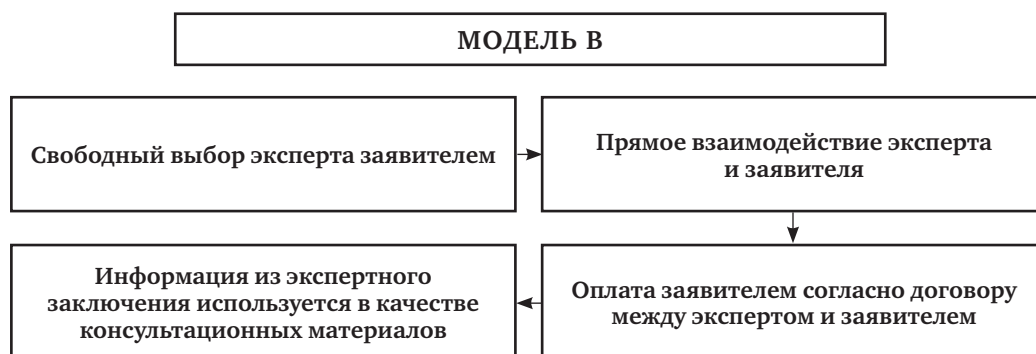 МОДЕЛЬ B
Свободный выбор эксперта заявителем
Прямое взаимодействие эксперта
и заявителя
Оплата заявителем согласно договору
между экспертом и заявителем
Информация из экспертного
заключения используется в качестве
консультационных материалов